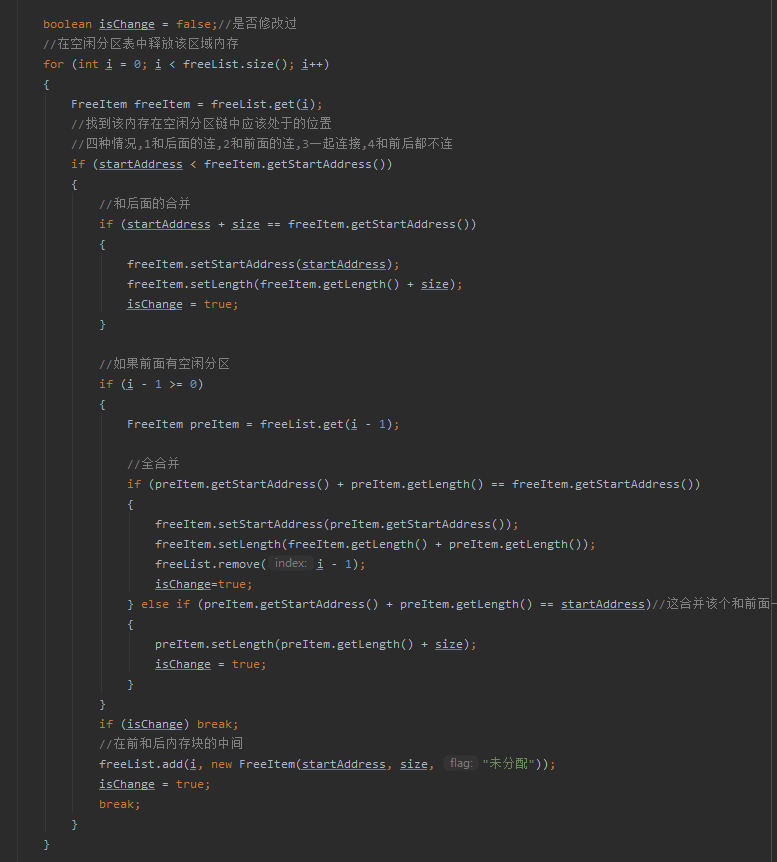 boolean isChange = false;//是否修改过
//在空闲分区表中释放该区域内存
for (int i = 0; i < freeList.size(); i++)
{
FreeItem freeItem = freeList.get(i);
//找到该内存在空闲分区链中应该处于的位置
//四种情况,1和后面的连,2和前面的连,3一起连接,4和前后都不连
if (startAddress < freeItem.getStartAddress())
{
//和后面的合并
if (startAddress + size == freeItem.getStartAddress())
{
freeItem.setStartAddress(startAddress);
freeItem.setLength(freeItem.getLength() + size);
isChange = true;
}
//如果前面有空闲分区
if (i - 1 >= 0)
{
FreeItem preItem = freeList.get(i - 1);
//全合并
if (preItem.getStartAddress() + preItem.getLength() == freeItem.getStartAddress())
{
freeItem.setStartAddress(preItem.getStartAddress());
freeItem.setLength(freeItem.getLength() + preItem.getLength());
freeList.remove( index: i - 1);
isChange=true;
} else if (preItem.getStartAddress() + preItem.getLength() == startAddress)//这合并该个和前面一
{
preItem.setLength(preItem.getLength() + size);
isChange = true;
}
}
if (isChange) break;
//在前和后内存块的中间
freeList.add(i, new FreeItem(startAddress, size, flag: "未分配"));
isChange = true;
break;
}
}